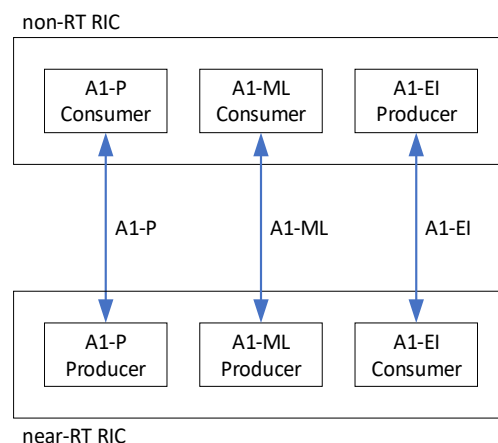 non-RT RIC
A1-P
Consumer
A1-ML
Consumer
A1-EI
Producer
A1-P
A1-ML
A1-EI
A1-P
Producer
A1-ML
Producer
A1-EI
Consumer
near-RT RIC